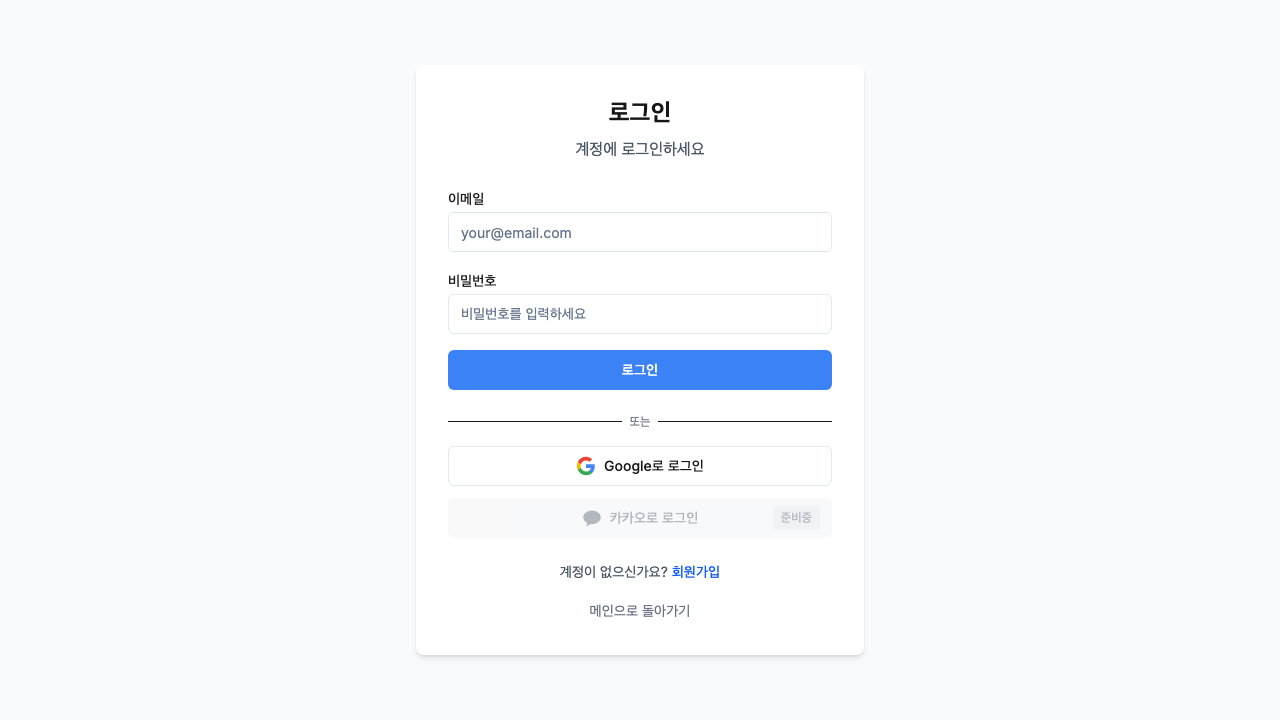 로그인
계정에 로그인하세요
이메일
your@email.com
비밀번호
비밀번호를 입력하세요
로그인
또는
Google로 로그인
카카오로 로그인 준비중
계정이 없으신가요? 회원가입
메인으로 돌아가기